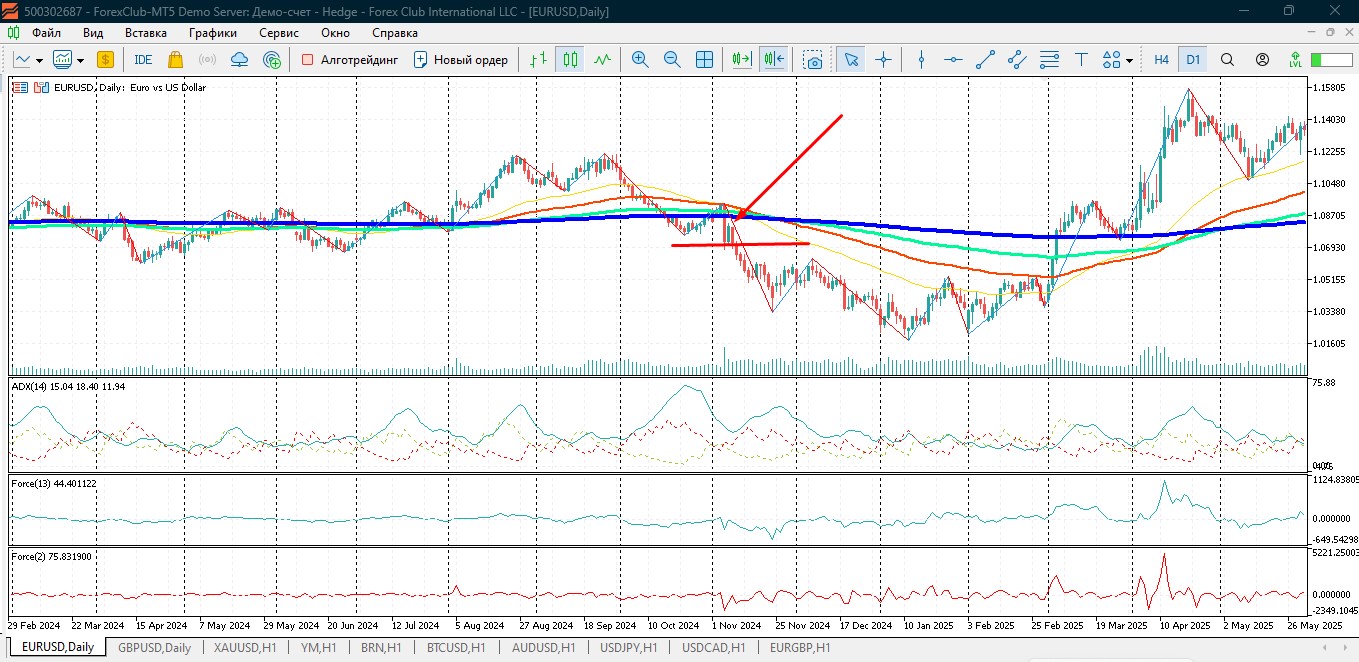 500302687 - ForexClub-MT5 Demo Server: Демо-счет - Hedge - Forex Club International LLC - [EURUSD,Daily]
Файл Вид Вставка Графики Сервис Окно Справка
IDE Алготрейдинг Новый ордер T H4 D1 LVL
EURUSD, Daily: Euro vs US Dollar
1.15805
1.14030
1.12255
1.10480
1.08705
1.06930
1.05155
1.03380
1.01605
ADX(14) 15.04 18.40 11.94
75.88
Force(13) 44.401122
1124.83805
0.000000
-649.54298
Force(2) 75.831900
5221.25003
0.000000
-2349.1045
29 Feb 2024 22 Mar 2024 15 Apr 2024 7 May 2024 29 May 2024 20 Jun 2024 12 Jul 2024 5 Aug 2024 27 Aug 2024 18 Sep 2024 10 Oct 2024 1 Nov 2024 25 Nov 2024 17 Dec 2024 10 Jan 2025 3 Feb 2025 25 Feb 2025 19 Mar 2025 10 Apr 2025 2 May 2025 26 May 2025
EURUSD,Daily GBPUSD,Daily XAUUSD,H1 YM,H1 BRN,H1 BTCUSD,H1 AUDUSD,H1 USDJPY,H1 USDCAD,H1 EURGBP,H1